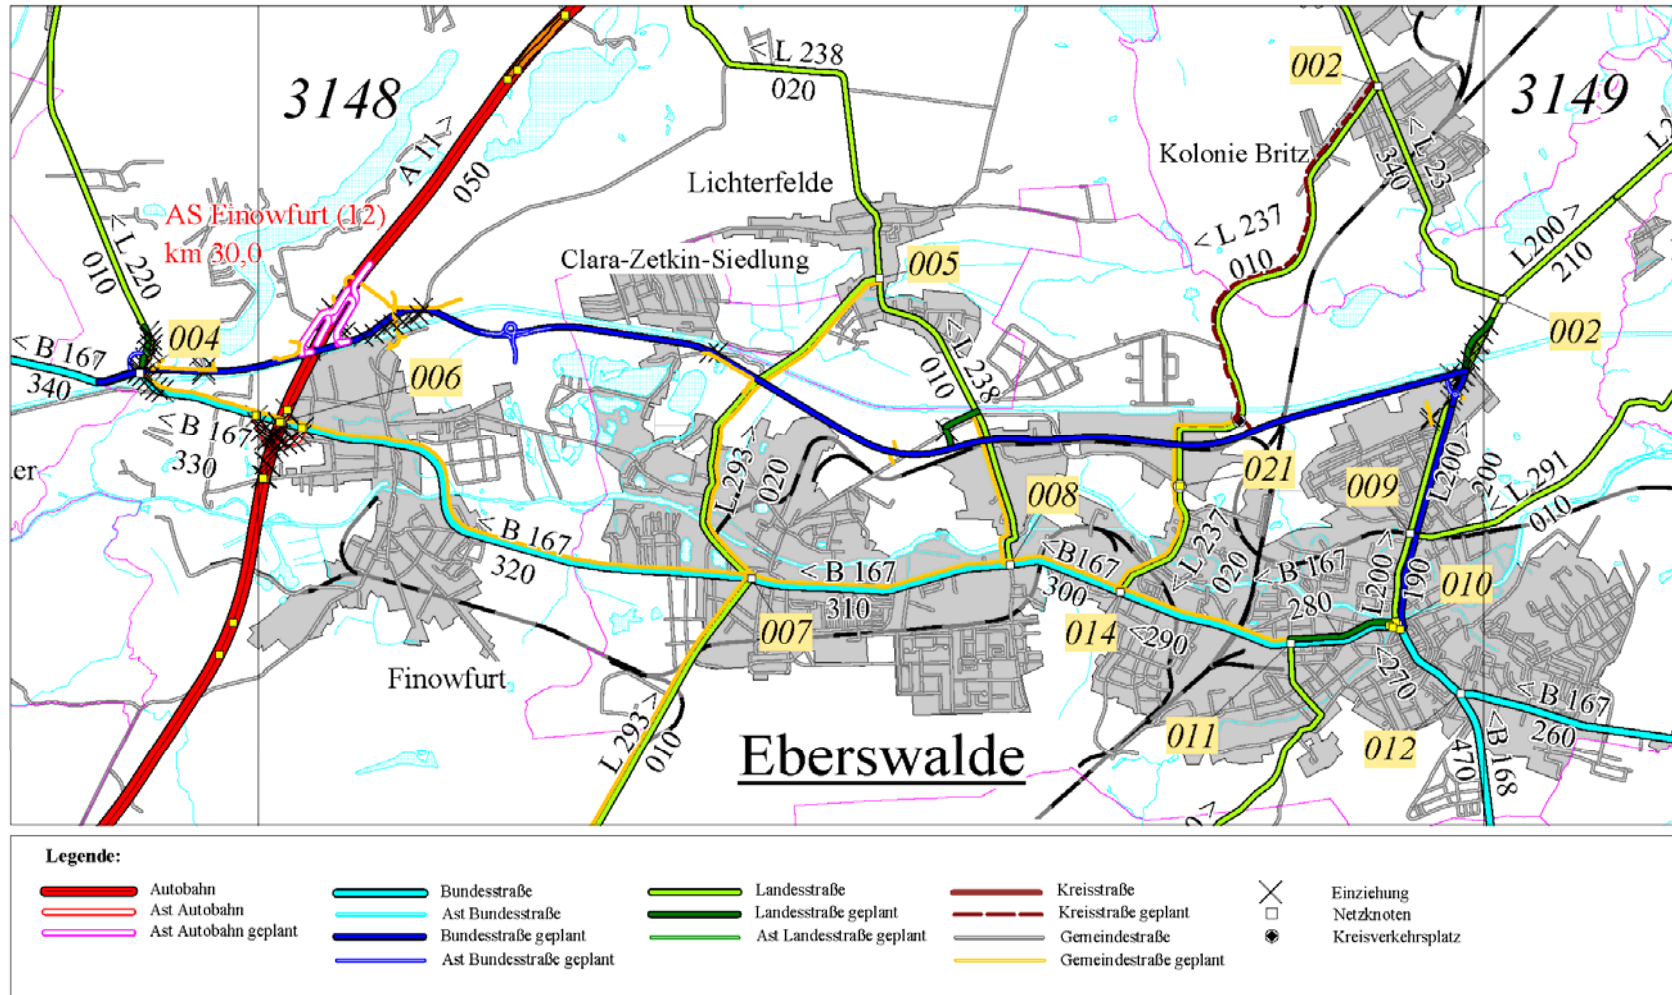 3148
3149
< L 238
020
002
A 11 >
050
Kolonie Britz
< L 23
340
Lichterfelde
AS Finowfurt (12)
km 30,0
< L 220
010
Clara-Zetkin-Siedlung
005
< L 237
010
L200 >
210
002
004
< B 167
340
006
< L 238
010
< B 167
330
L 293 >
020
008
021
009
L200 >
200
< L 291
010
< B 167
320
< B 167
310
<B167
300
< L 237
020
< B 167
280
L200 >
190
010
007
014
<290
<270
Finowfurt
L 293 >
010
Eberswalde
011
012
< B 167
260
< B 168
470
Legende:
Autobahn
Ast Autobahn
Ast Autobahn geplant
Bundesstraße
Ast Bundesstraße
Bundesstraße geplant
Ast Bundesstraße geplant
Landesstraße
Landesstraße geplant
Ast Landesstraße geplant
Kreisstraße
Kreisstraße geplant
Gemeindestraße
Gemeindestraße geplant
Einziehung
Netzknoten
Kreisverkehrsplatz